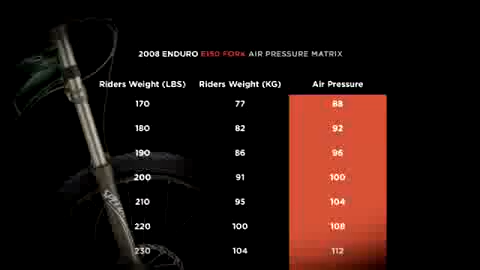 2008 ENDURO E150 FORK AIR PRESSURE MATRIX
Riders Weight (LBS) Riders Weight (KG) Air Pressure
170 77 88
180 82 92
190 86 96
200 91 100
210 95 104
220 100 108
230 104 112